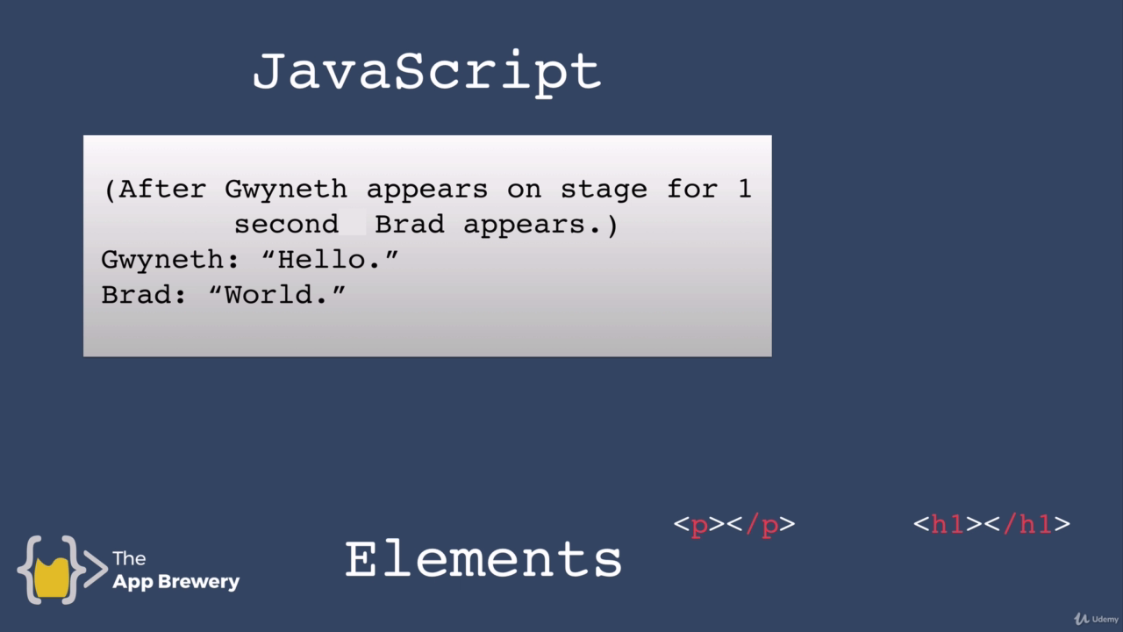 JavaScript
(After Gwyneth appears on stage for 1
second Brad appears.)
Gwyneth: “Hello.”
Brad: “World.”
<p></p>
<h1></h1>
Elements
The
App Brewery
Udemy